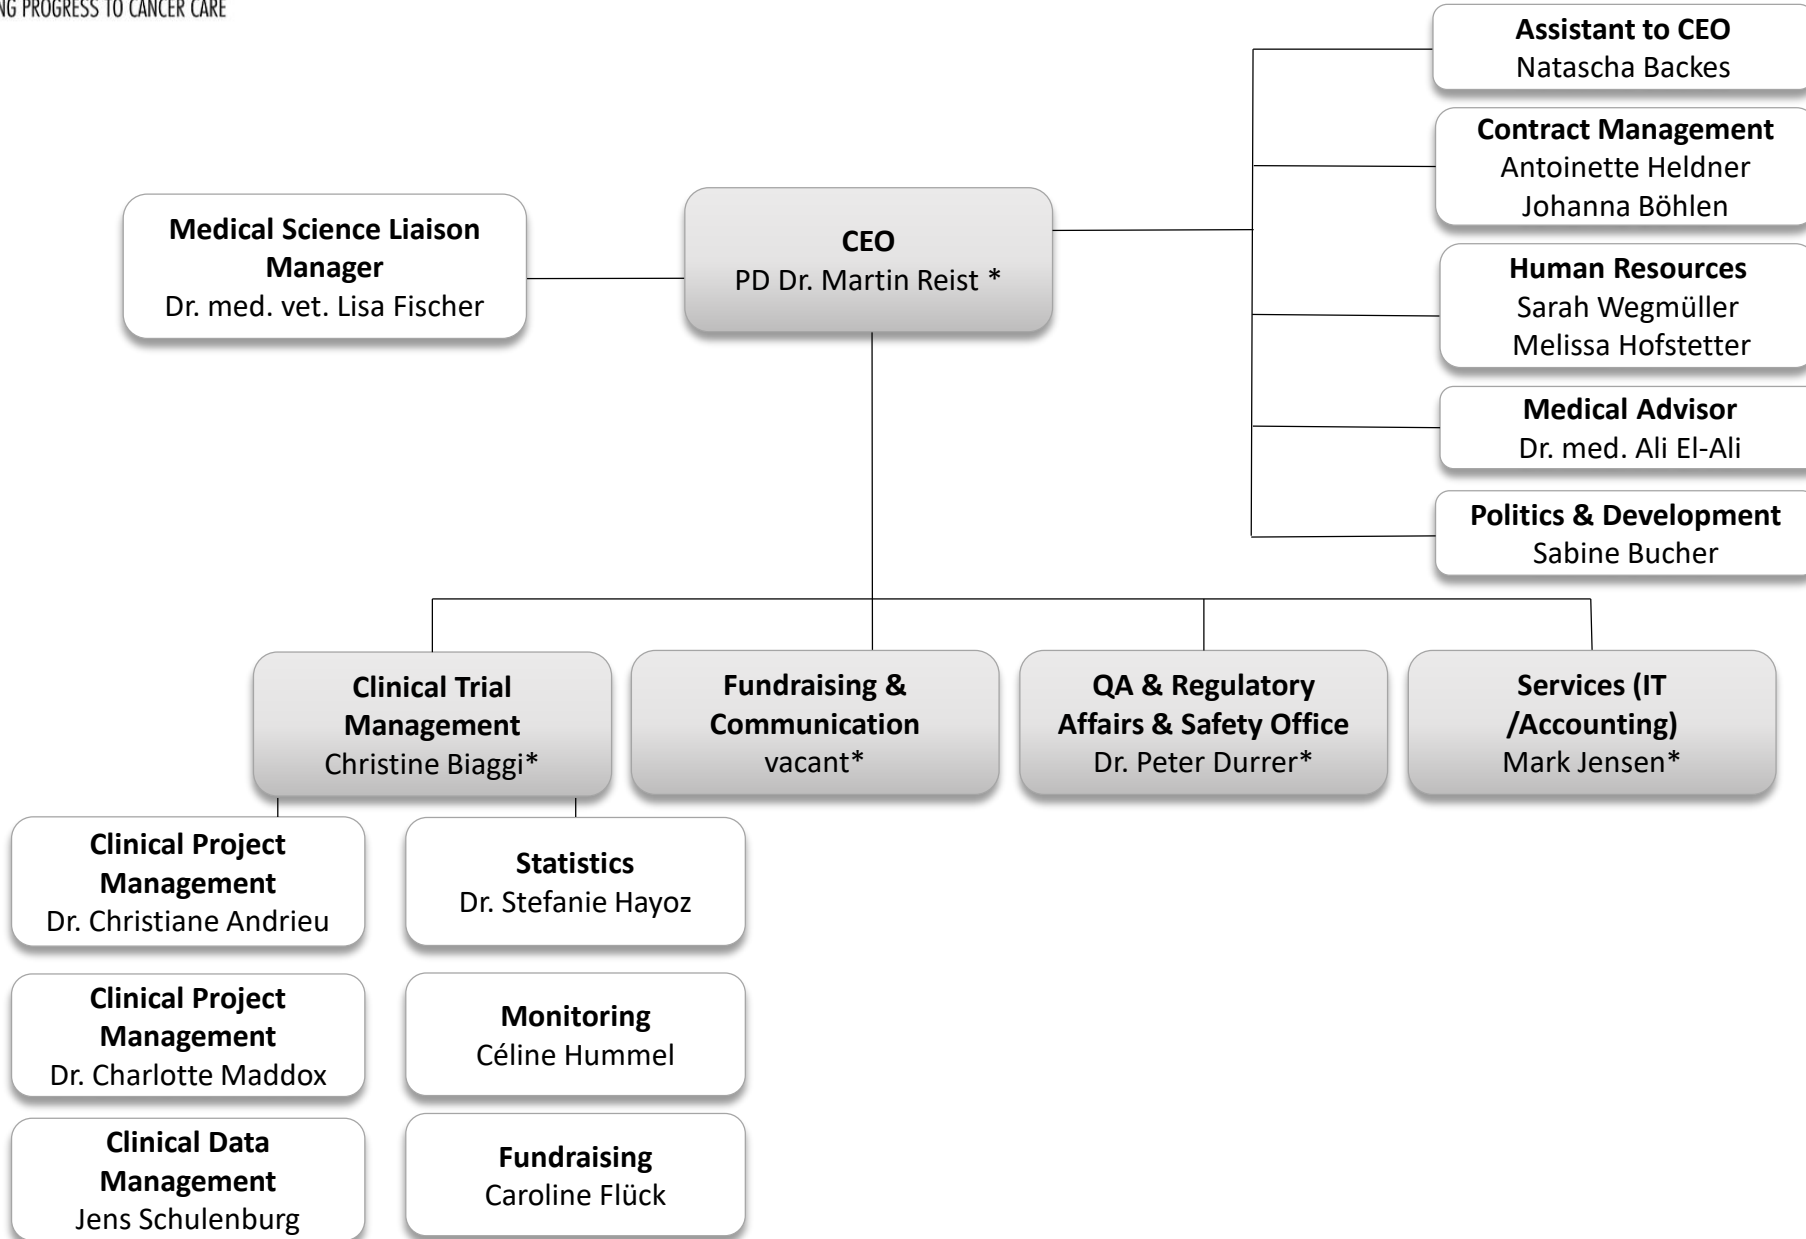 PROGRESS TO CANCER CARE
Assistant to CEO
Natascha Backes
Contract Management
Antoinette Heldner
Johanna Böhlen
Medical Science Liaison
Manager
Dr. med. vet. Lisa Fischer
CEO
PD Dr. Martin Reist *
Human Resources
Sarah Wegmüller
Melissa Hofstetter
Medical Advisor
Dr. med. Ali El-Ali
Politics & Development
Sabine Bucher
Clinical Trial
Management
Christine Biaggi*
Fundraising &
Communication
vacant*
QA & Regulatory
Affairs & Safety Office
Dr. Peter Durrer*
Services (IT
/Accounting)
Mark Jensen*
Clinical Project
Management
Dr. Christiane Andrieu
Statistics
Dr. Stefanie Hayoz
Clinical Project
Management
Dr. Charlotte Maddox
Monitoring
Céline Hummel
Clinical Data
Management
Jens Schulenburg
Fundraising
Caroline Flück